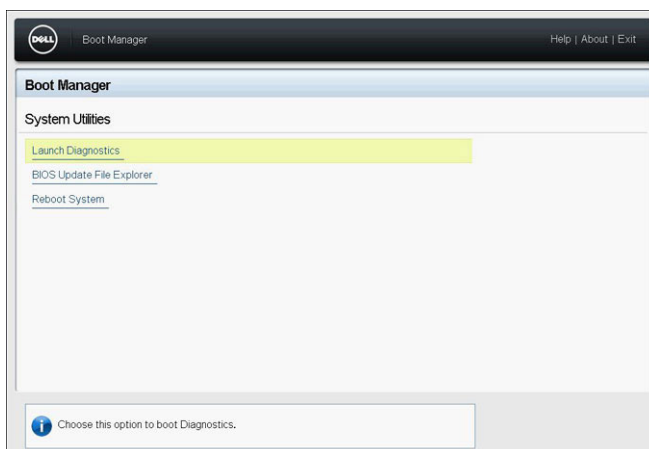 DELL
Boot Manager
Help | About | Exit
Boot Manager
System Utilities
Launch Diagnostics
BIOS Update File Explorer
Reboot System
Choose this option to boot Diagnostics.